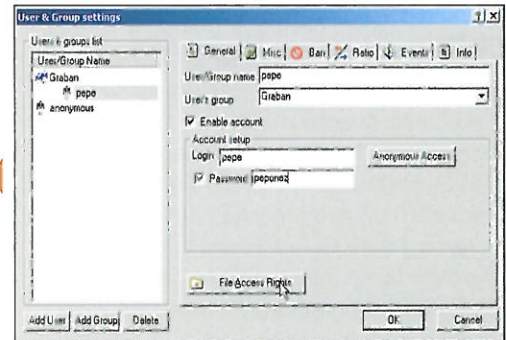 User & Group settings
Users & groups list
User/Group Name
Graban
pepe
anonymous
General Misc Ban Ratio Events Info
User/Group name pepe
User's group Graban
Enable account
Account setup
Login pepe
Anonymous Access
Password peponez
File Access Rights
Add User Add Group Delete
OK Cancel